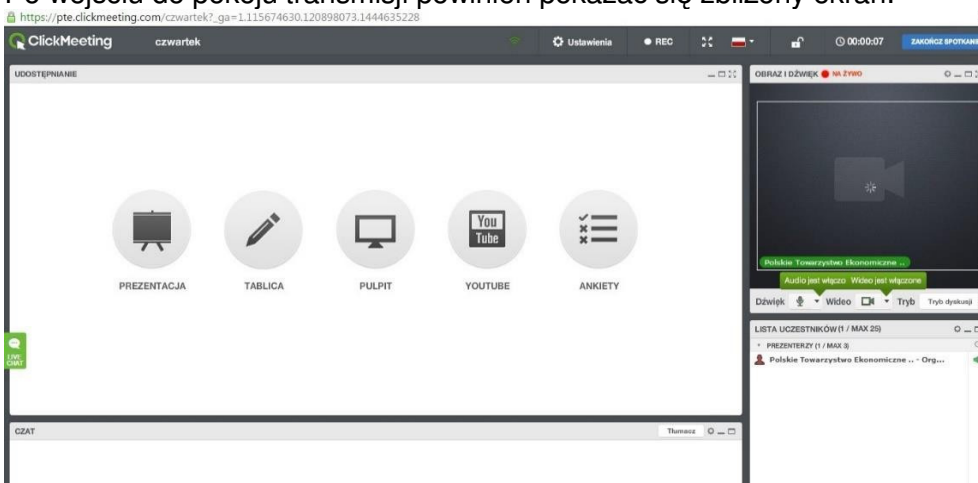 Po wejściu do pokoju transmisji powinien pokazać się zbliżony ekran:
https://pte.clickmeeting.com/czwartek?_ga=1.115674630.120898073.1444635228
ClickMeeting czwartek Ustawienia REC 00:00:07 ZAKOŃCZ SPOTKANIE
UDOSTĘPNIANIE
OBRAZ I DŹWIĘK NA ŻYWO
You
Tube
PREZENTACJA TABLICA PULPIT YOUTUBE ANKIETY
Polskie Towarzystwo Ekonomiczne ..
Audio jest włączo Wideo jest włączone
Dźwięk Wideo Tryb Tryb dyskusji
LISTA UCZESTNIKÓW (1 / MAX 25)
PREZENTERZY (1 / MAX 3)
Polskie Towarzystwo Ekonomiczne .. - Org...
LIVE
CHAT
CZAT Tłumacz